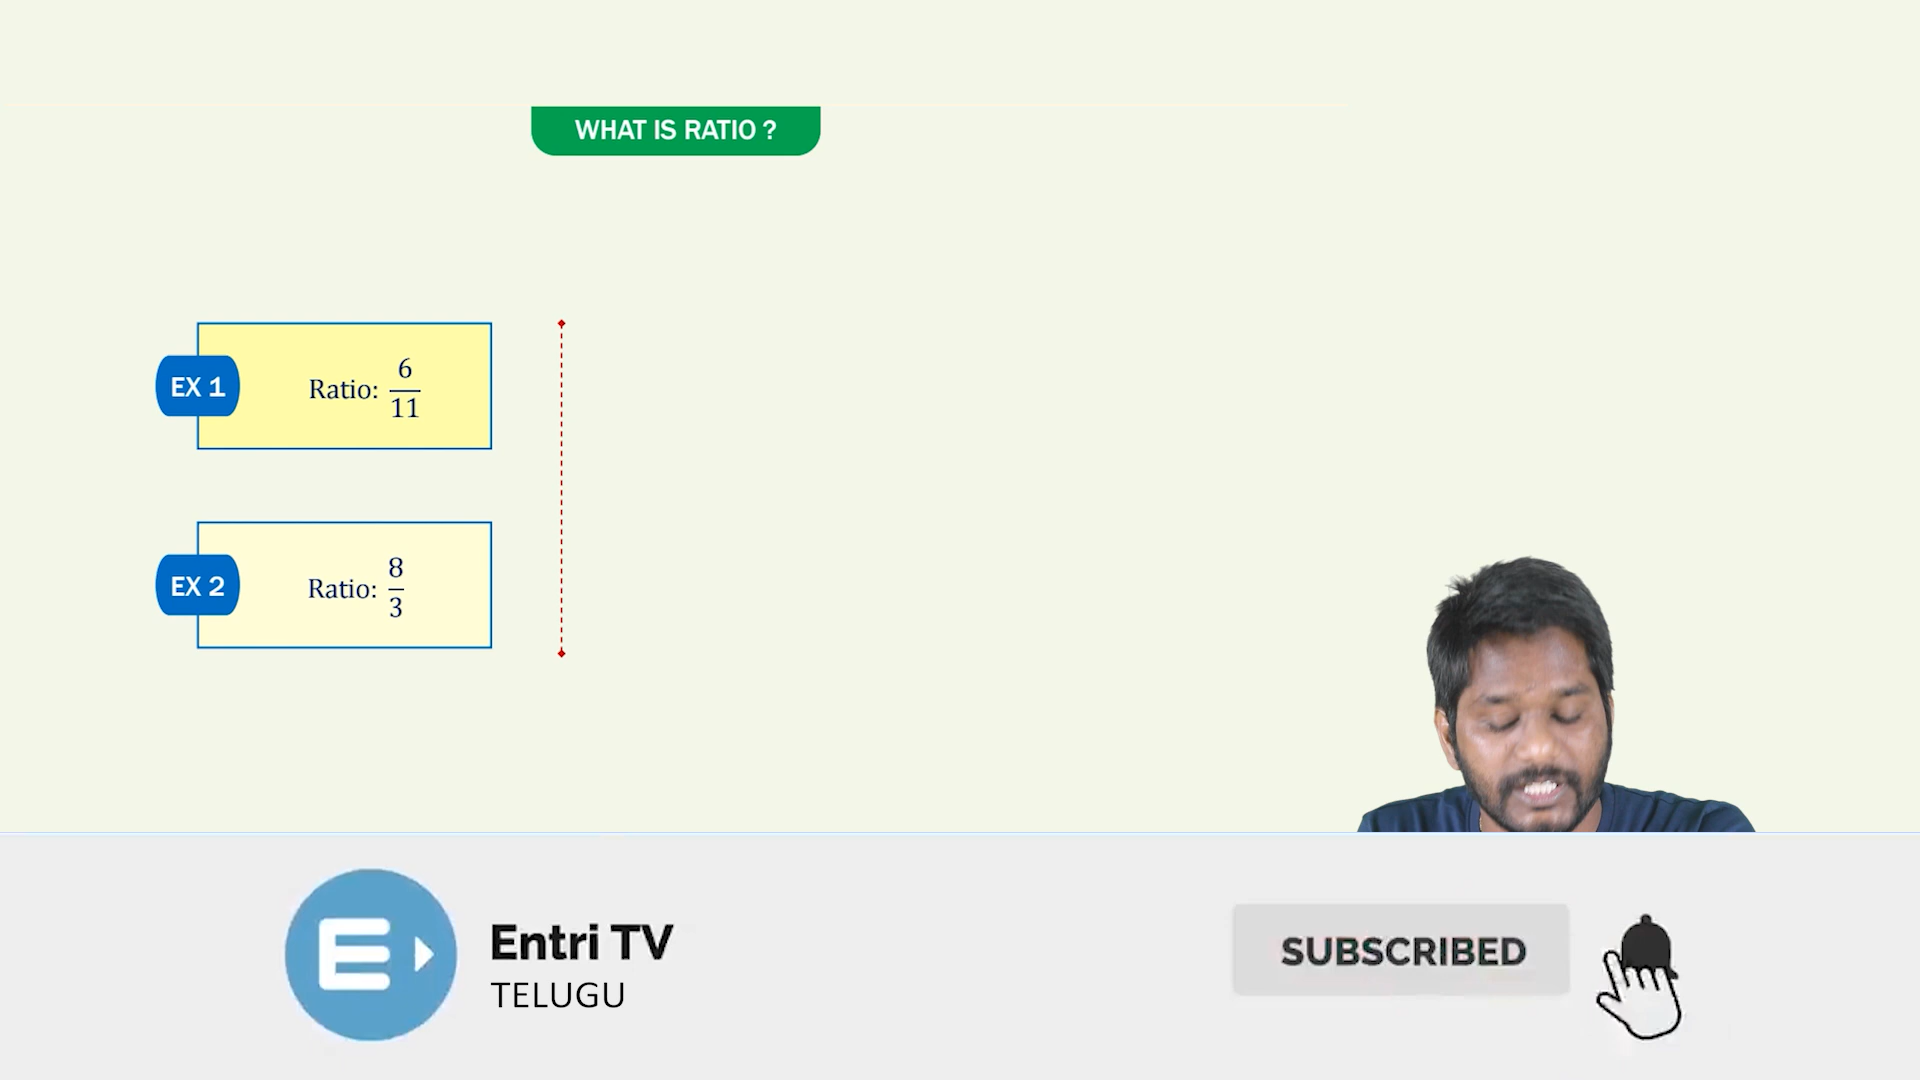 WHAT IS RATIO ?
EX 1
Ratio: 6/11
EX 2
Ratio: 8/3
Entri TV
TELUGU
SUBSCRIBED